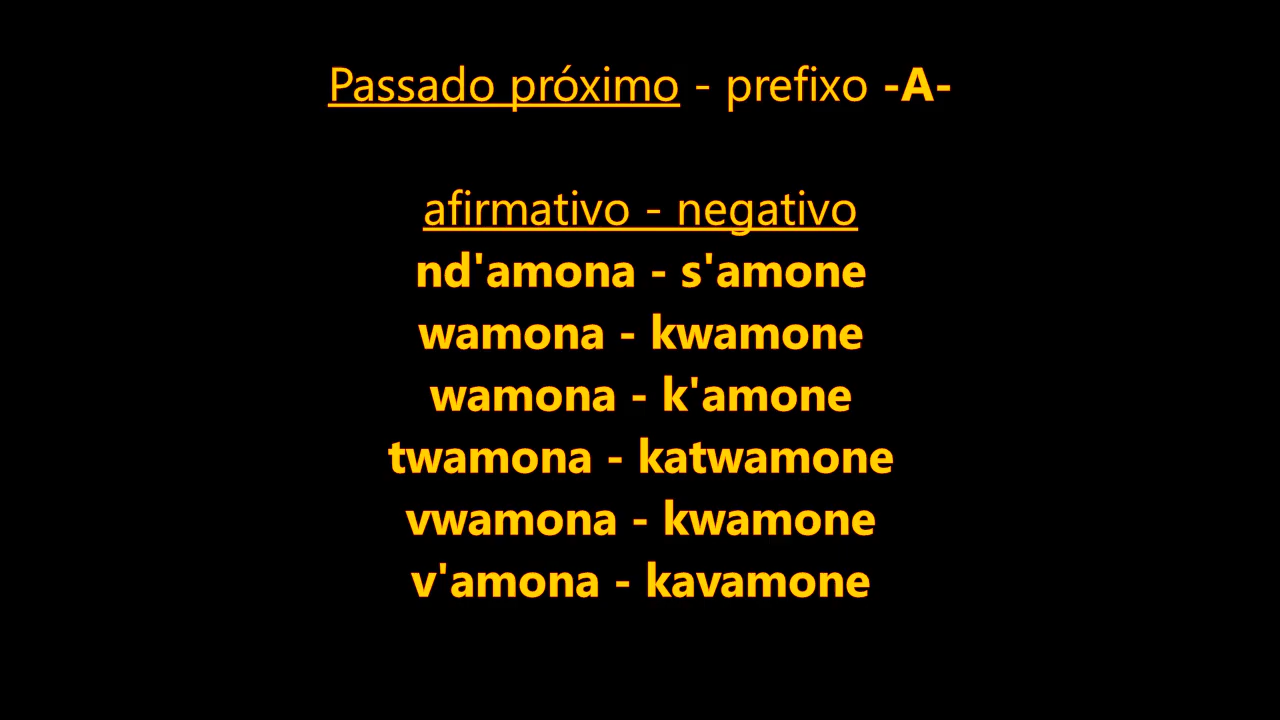 Passado próximo - prefixo -A-
afirmativo - negativo
nd'amona - s'amone
wamona - kwamone
wamona - k'amone
twamona - katwamone
vwamona - kwamone
v'amona - kavamone